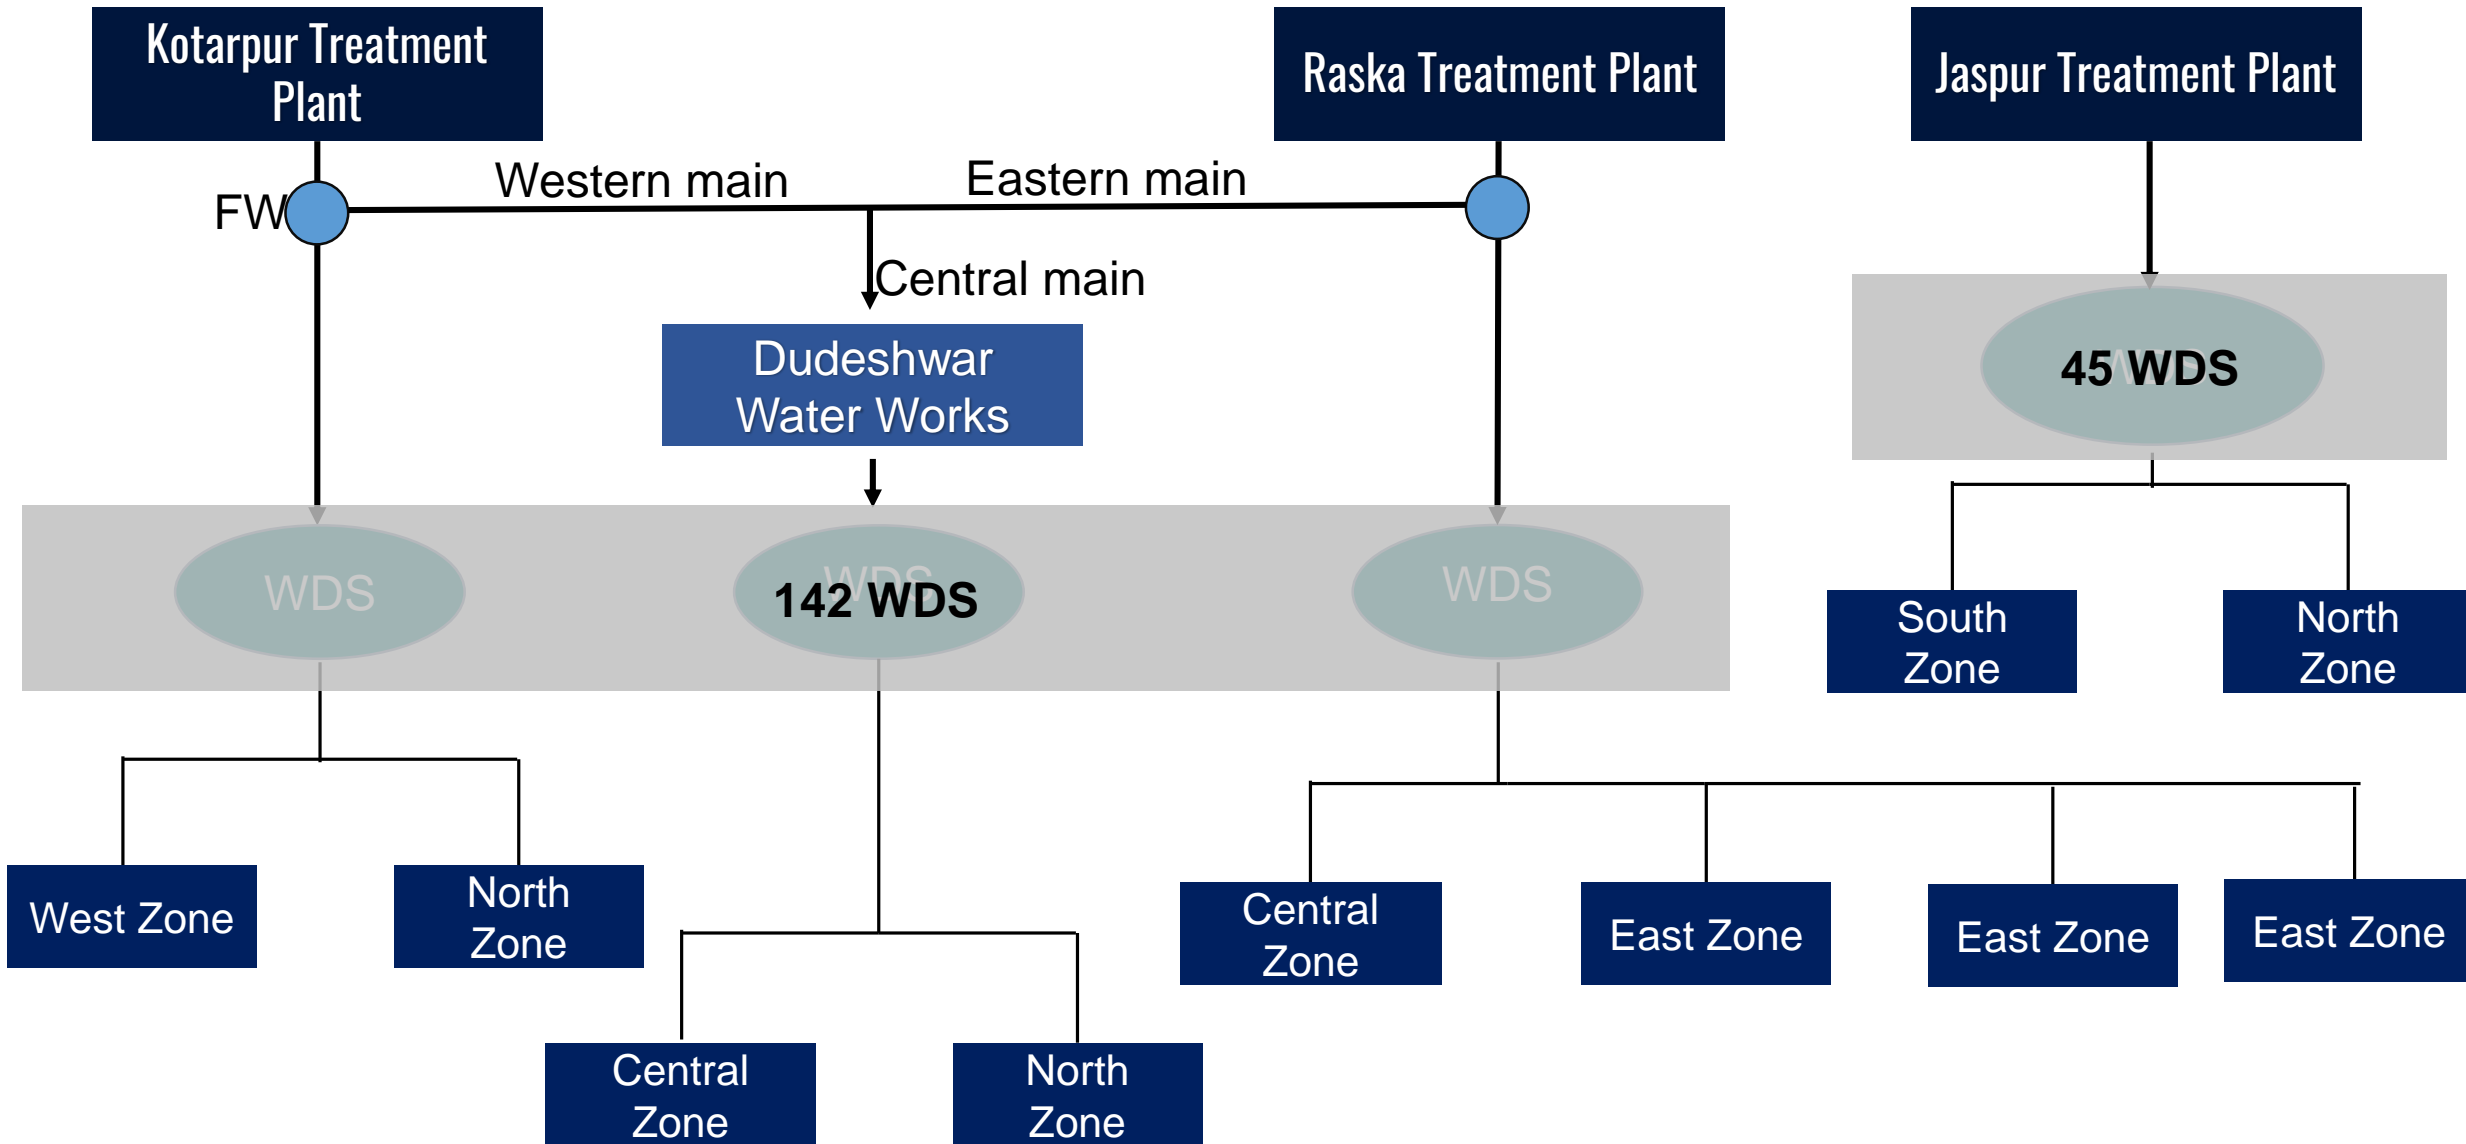 Kotarpur Treatment
Plant
Raska Treatment Plant
Jaspur Treatment Plant
FW
Western main
Eastern main
Central main
Dudeshwar
Water Works
WDS
45 WDS
WDS
WDS
142 WDS
WDS
South
Zone
North
Zone
West Zone
North
Zone
Central
Zone
East Zone
East Zone
East Zone
Central
Zone
North
Zone